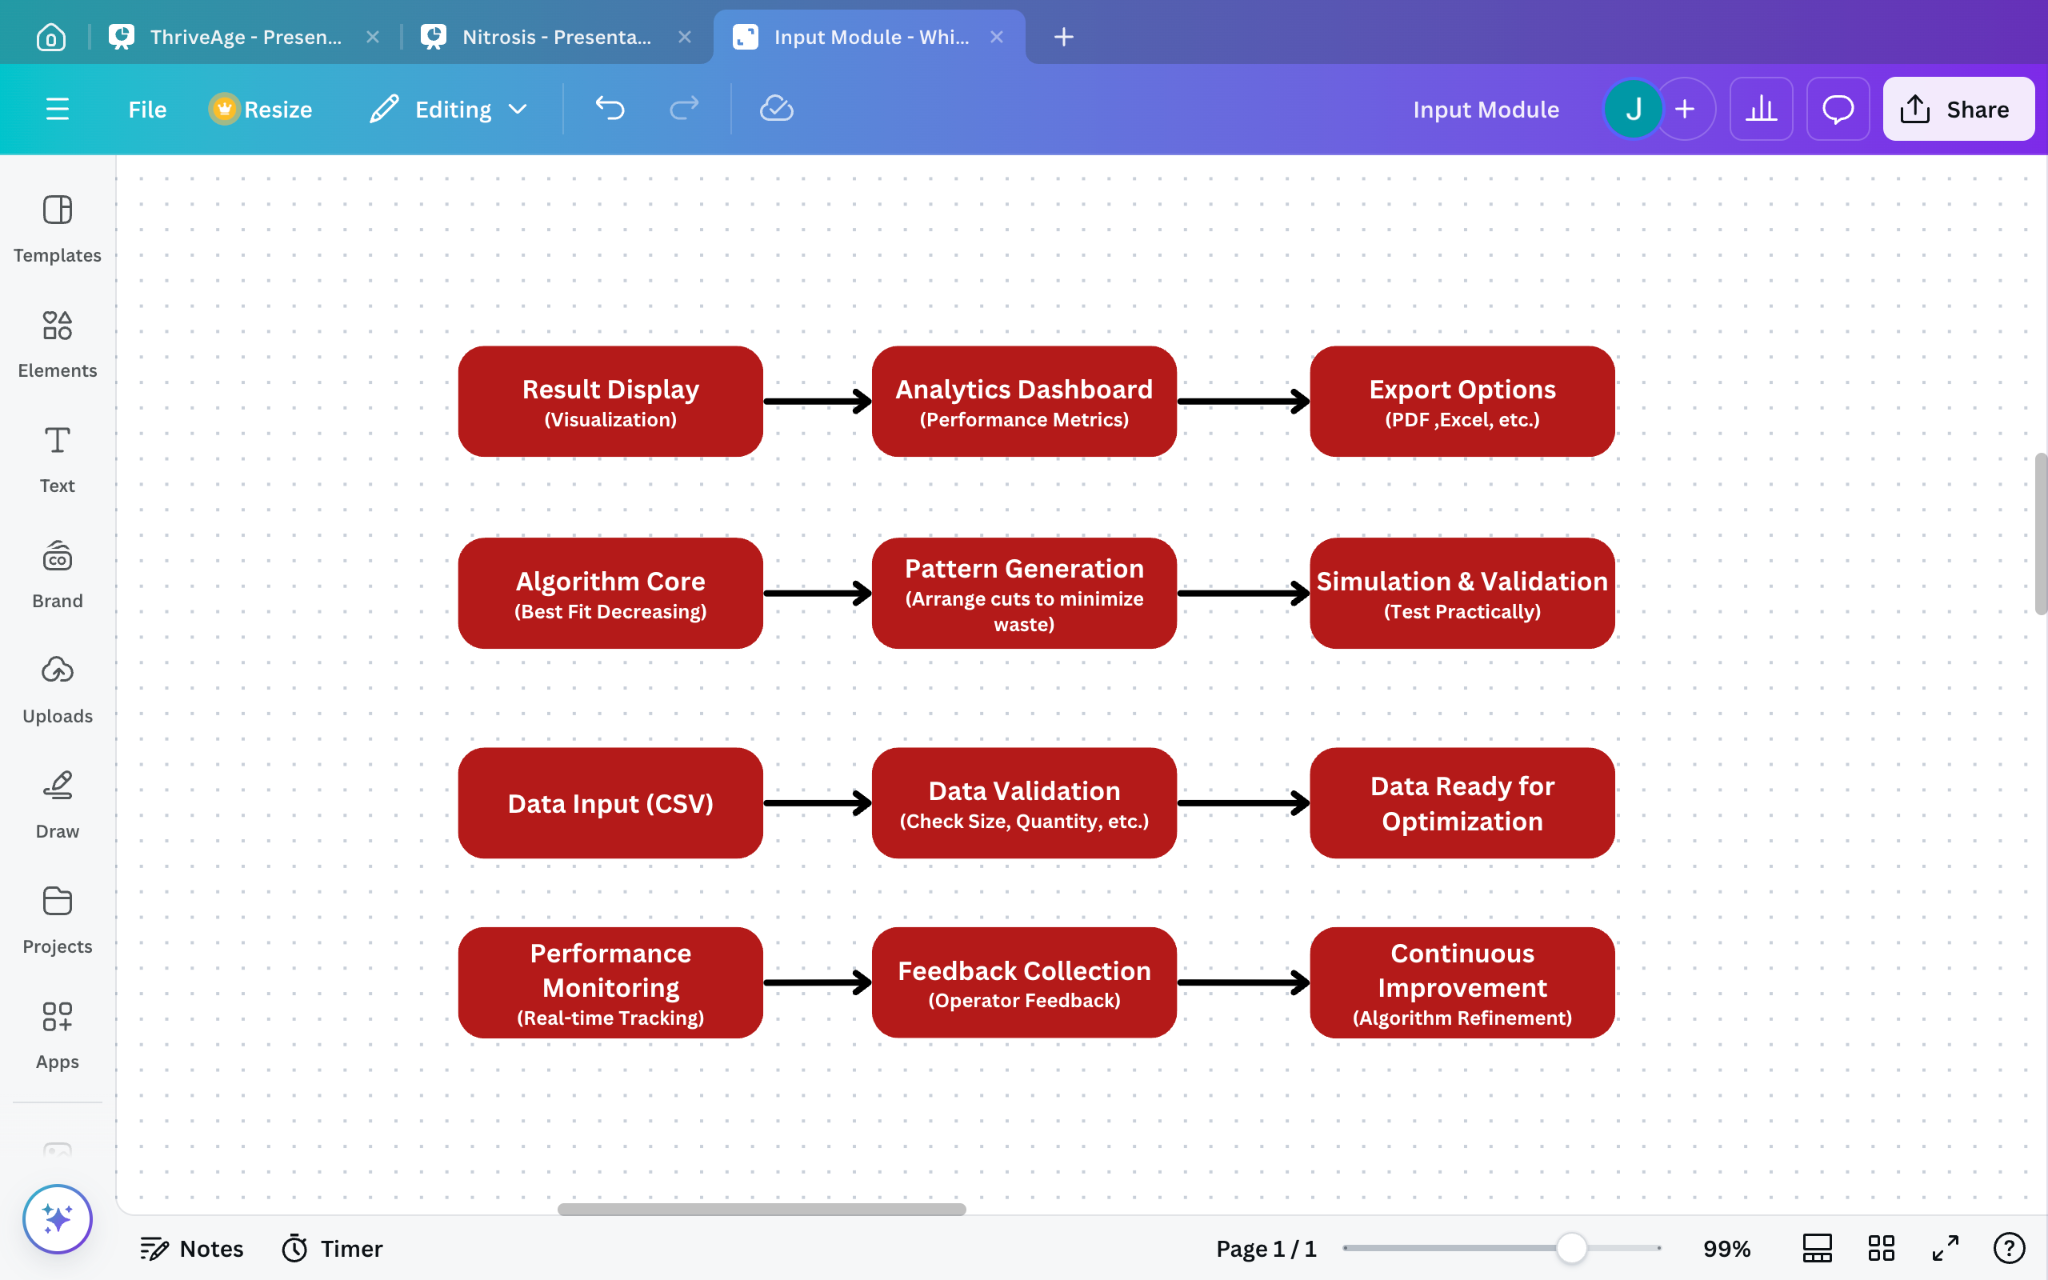 ThriveAge - Presen...
Nitrosis - Presenta...
Input Module - Whi...
File
Resize
Editing
Input Module
J
Share
Templates
Elements
Text
CO
Brand
Uploads
Draw
Projects
Apps
Result Display
(Visualization)
Analytics Dashboard
(Performance Metrics)
Export Options
(PDF ,Excel, etc.)
Algorithm Core
(Best Fit Decreasing)
Pattern Generation
(Arrange cuts to minimize
waste)
Simulation & Validation
(Test Practically)
Data Input (CSV)
Data Validation
(Check Size, Quantity, etc.)
Data Ready for
Optimization
Performance
Monitoring
(Real-time Tracking)
Feedback Collection
(Operator Feedback)
Continuous
Improvement
(Algorithm Refinement)
Notes
Timer
Page 1 / 1
99%